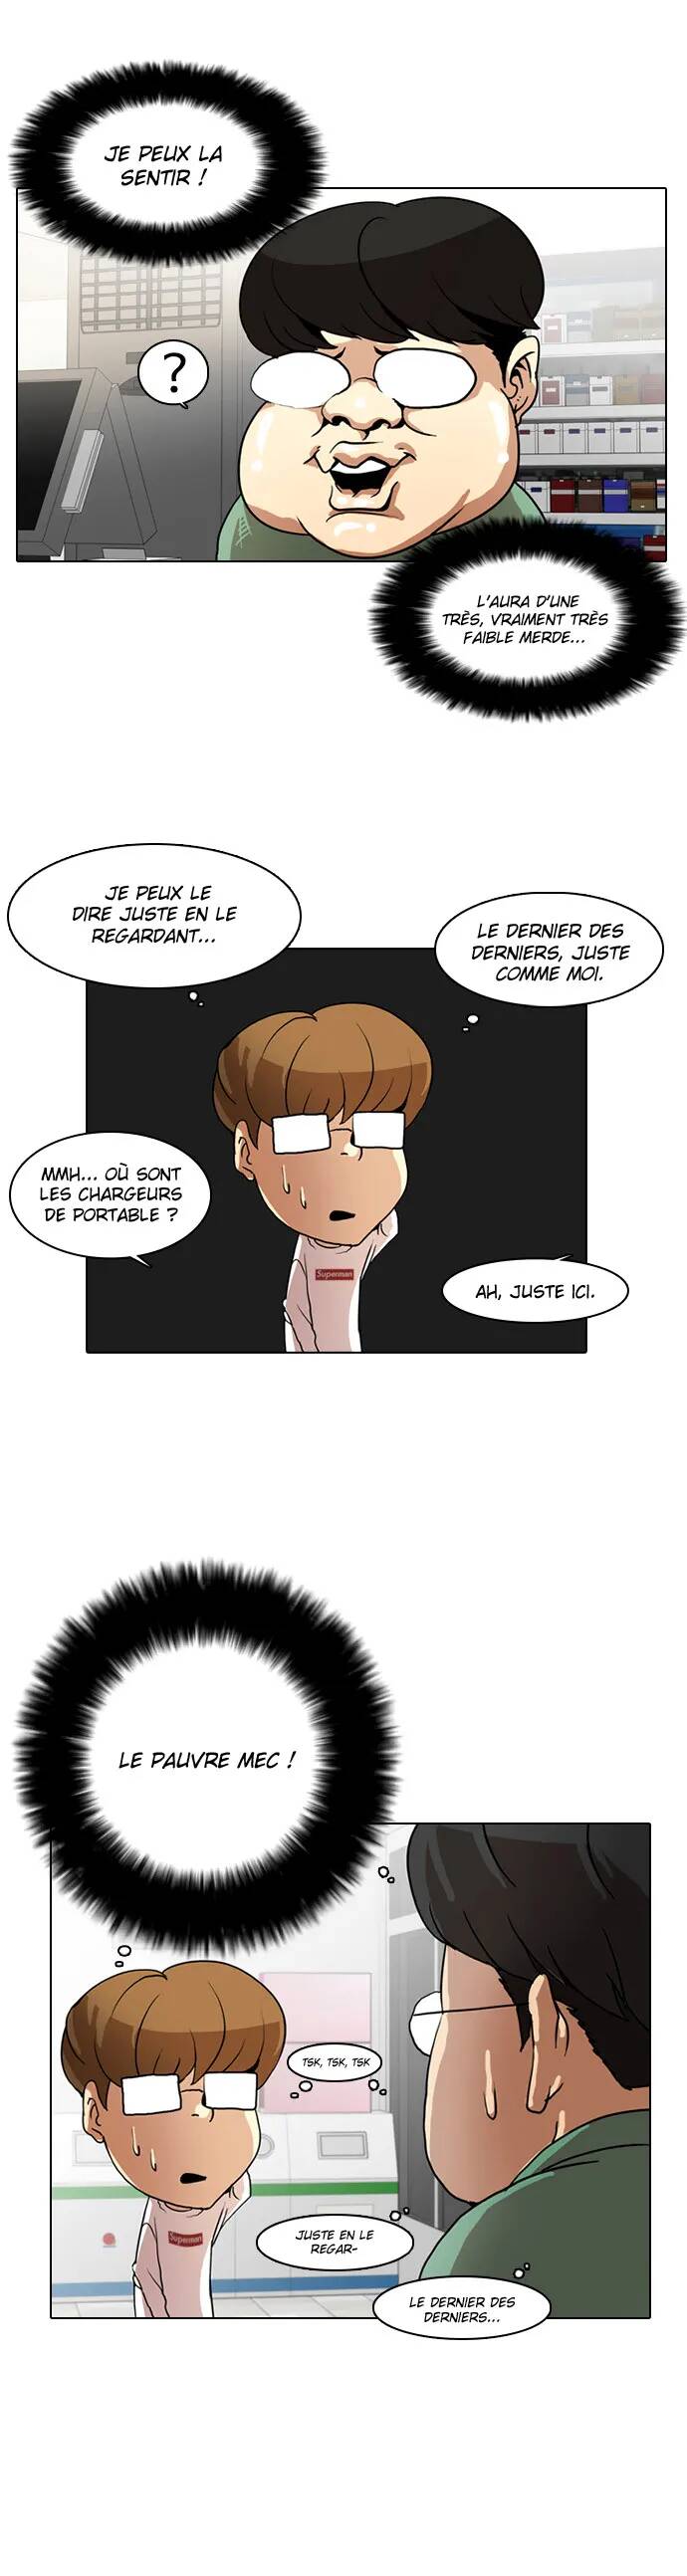 JE PEUX LA
SENTIR !
?
L'AURA D'UNE
TRÈS, VRAIMENT TRÈS
FAIBLE MERDE...
JE PEUX LE
DIRE JUSTE EN LE
REGARDANT...
LE DERNIER DES
DERNIERS, JUSTE
COMME MOI.
MMH... OÙ SONT
LES CHARGEURS
DE PORTABLE ?
Superman
AH, JUSTE ICI.
LE PAUVRE MEC !
TSK, TSK, TSK
Superman
JUSTE EN LE
REGAR-
LE DERNIER DES
DERNIERS...